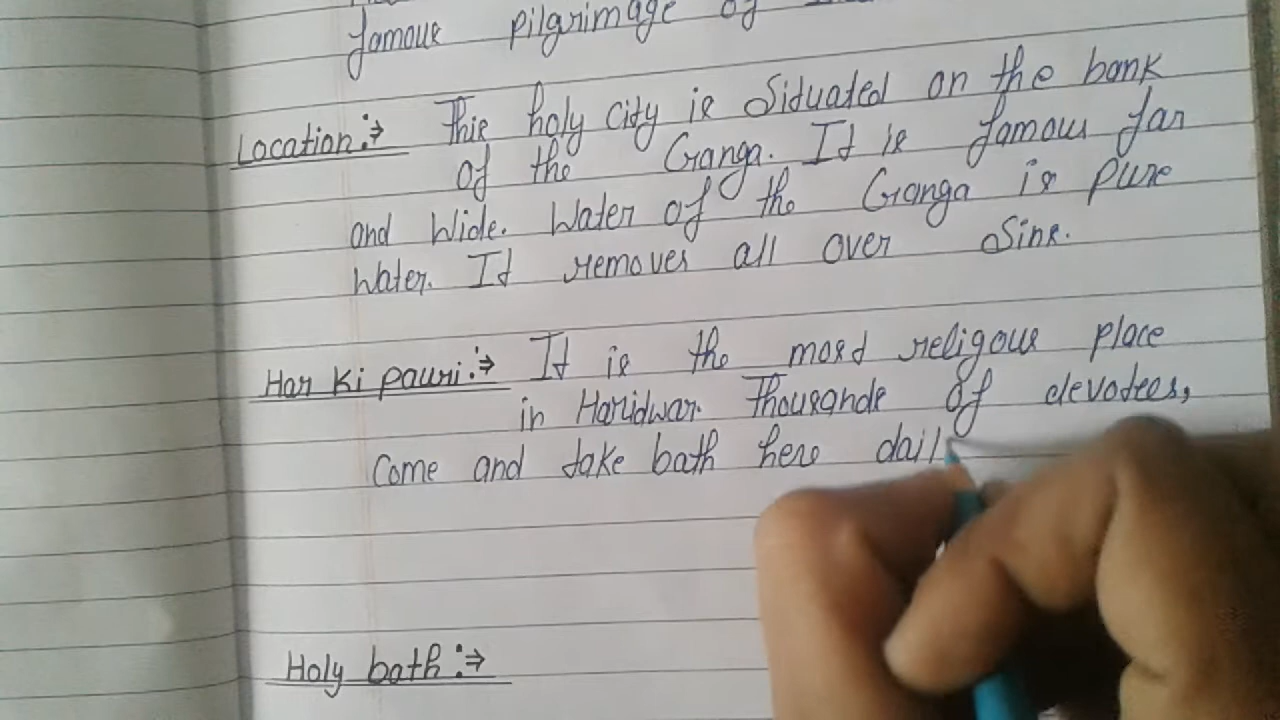 famous pilgrimage of
Location:→ This holy city is situated on the bank
of the Ganga. It is famous far
and wide. Water of the Ganga is pure
water. It removes all over sins.
Har Ki pauri:→ It is the most religous place
in Haridwar. Thousands of devotees,
Come and take bath here dail
Holy bath:→